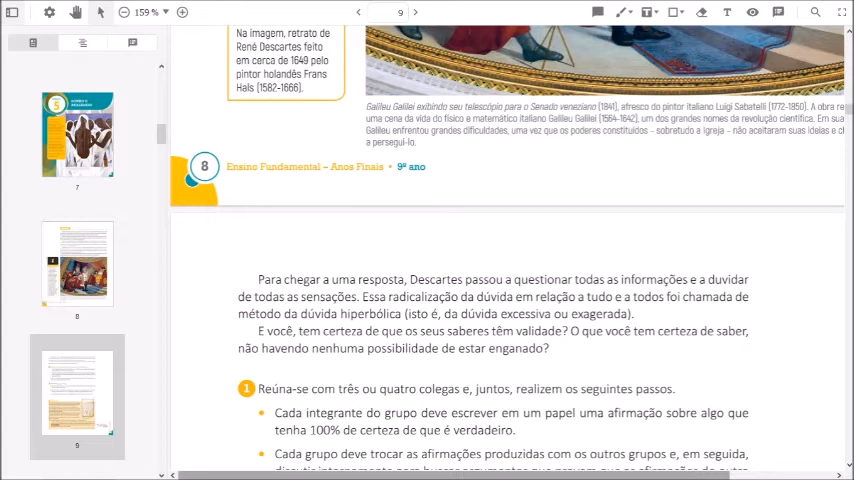 159 %
9
Na imagem, retrato de
René Descartes feito
em cerca de 1649 pelo
pintor holandês Frans
Hals (1582-1666).
Galileu Galilei exibindo seu telescópio para o Senado veneziano (1841), afresco do pintor italiano Luigi Sabatelli (1772-1850). A obra re
uma cena da vida do físico e matemático italiano Galileu Galilei (1564-1642), um dos grandes nomes da revolução científica. Em sua
Galileu enfrentou grandes dificuldades, uma vez que os poderes constituídos – sobretudo a Igreja – não aceitaram suas ideias e ch
a persegui-lo.
8 Ensino Fundamental – Anos Finais • 9º ano
Para chegar a uma resposta, Descartes passou a questionar todas as informações e a duvidar
de todas as sensações. Essa radicalização da dúvida em relação a tudo e a todos foi chamada de
método da dúvida hiperbólica (isto é, da dúvida excessiva ou exagerada).
E você, tem certeza de que os seus saberes têm validade? O que você tem certeza de saber,
não havendo nenhuma possibilidade de estar enganado?
1 Reúna-se com três ou quatro colegas e, juntos, realizem os seguintes passos.
• Cada integrante do grupo deve escrever em um papel uma afirmação sobre algo que
tenha 100% de certeza de que é verdadeiro.
• Cada grupo deve trocar as afirmações produzidas com os outros grupos e, em seguida,
5
7
8
9